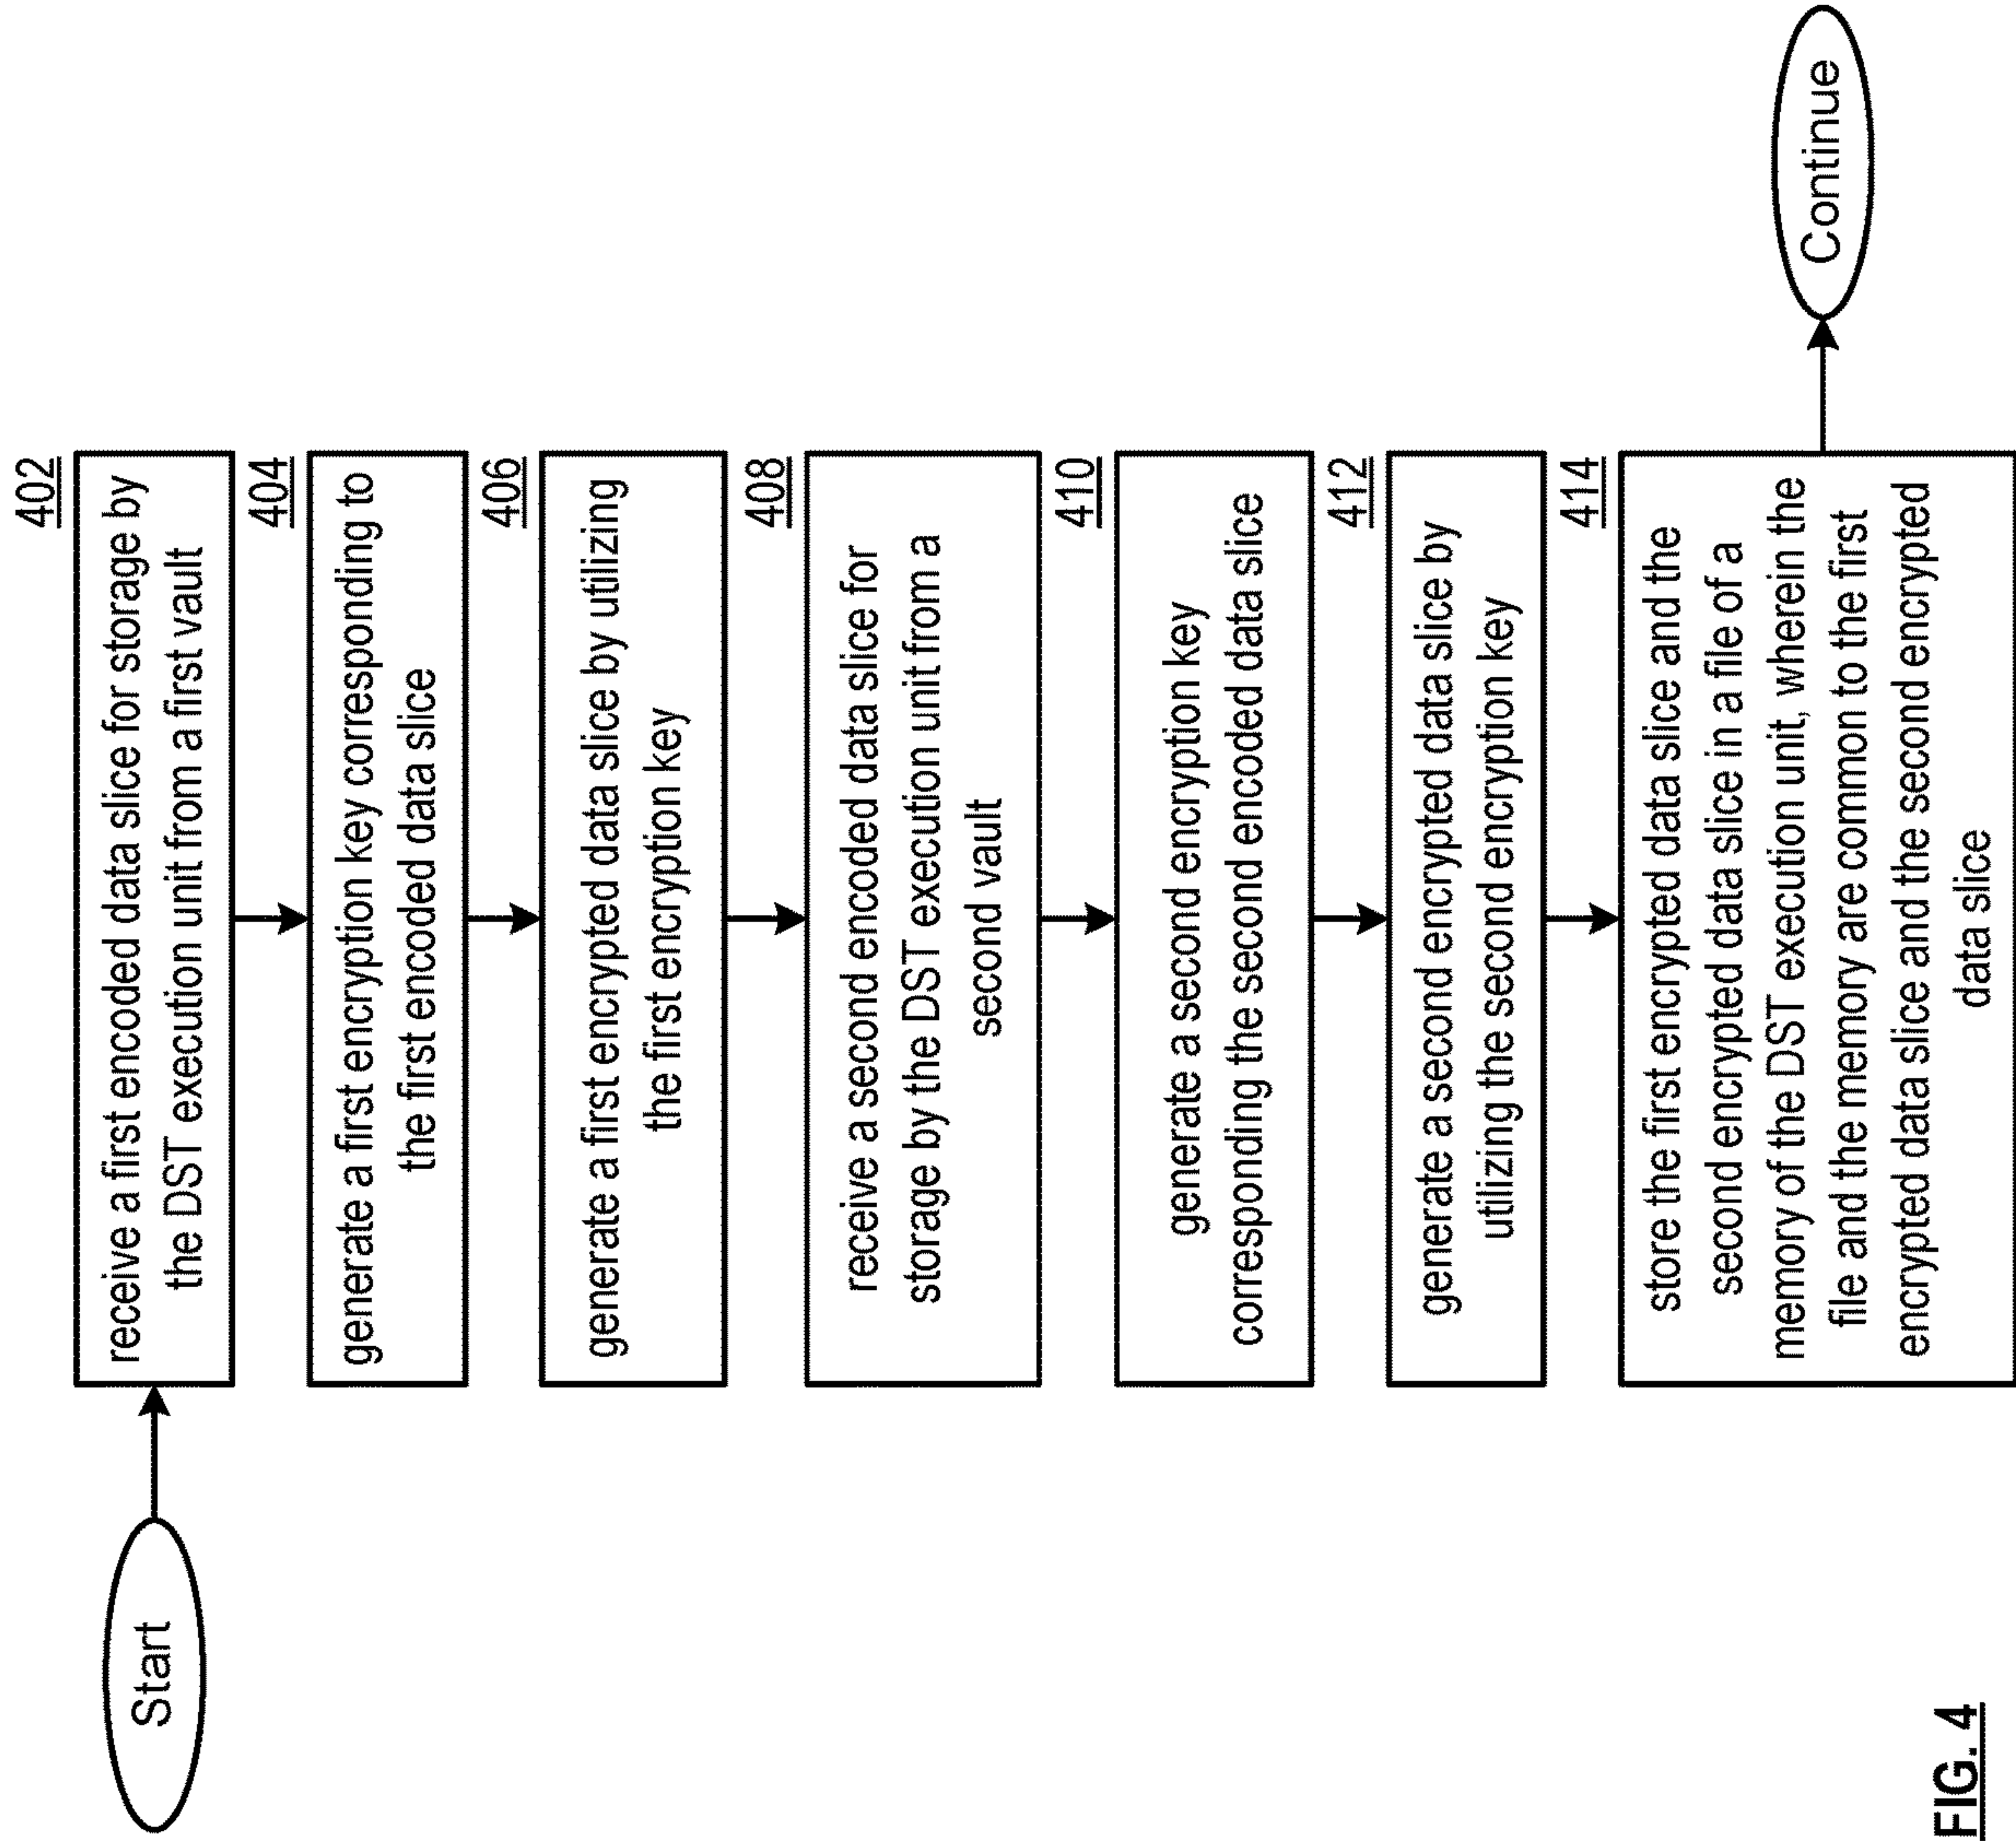 Start
402
receive a first encoded data slice for storage by
the DST execution unit from a first vault
404
generate a first encryption key corresponding to
the first encoded data slice
406
generate a first encrypted data slice by utilizing
the first encryption key
408
receive a second encoded data slice for
storage by the DST execution unit from a
second vault
410
generate a second encryption key
corresponding the second encoded data slice
412
generate a second encrypted data slice by
utilizing the second encryption key
414
store the first encrypted data slice and the
second encrypted data slice in a file of a
memory of the DST execution unit, wherein the
file and the memory are common to the first
encrypted data slice and the second encrypted
data slice
Continue
FIG. 4